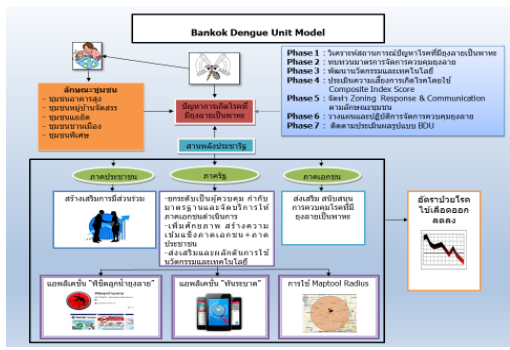 Bankok Dengue Unit Model
Phase 1 : วิเคราะห์สถานการณ์ปัญหาโรคที่มียุงลายเป็นพาหะ
Phase 2 : ทบทวนมาตรการจัดการควบคุมยุงลาย
Phase 3 : พัฒนานวัตกรรมและเทคโนโลยี
Phase 4 : ประเมินความเสี่ยงการเกิดโรคโดยใช้
Composite Index Score
Phase 5 : จัดทำ Zoning Response & Communication
ตามลักษณะชุมชน
Phase 6 : วางแผนและปฏิบัติการจัดการควบคุมยุงลาย
Phase 7 : ติดตามประเมินผลรูปแบบ BDU
ลักษณะชุมชน
- ชุมชนอาคารสูง
- ชุมชนหมู่บ้านจัดสรร
- ชุมชนแออัด
- ชุมชนชานเมือง
- ชุมชนพิเศษ
ปัญหาการเกิดโรคที่
มียุงลายเป็นพาหะ
สานพลังประชารัฐ
ภาคประชาชน
ภาครัฐ
ภาคเอกชน
สร้างเสริมการมีส่วนร่วม
-ยกระดับเป็นผู้ควบคุม กำกับ
มาตรฐานและจัดบริการให้
ภาคเอกชนดำเนินการ
-เพิ่มศักยภาพ สร้างความ
เข้มแข็งภาคเอกชน+ภาค
ประชาชน
-ส่งเสริมและผลักดันการใช้
นวัตกรรมและเทคโนโลยี
ส่งเสริม สนับสนุน
การควบคุมโรคที่มี
ยุงลายเป็นพาหะ
อัตราป่วยโรค
ไข้เลือดออก
ลดลง
แอพลิเคชั่น "พิชิตลูกน้ำยุงลาย"
แอพลิเคชั่น "ทันระบาด"
การใช้ Maptool Radius